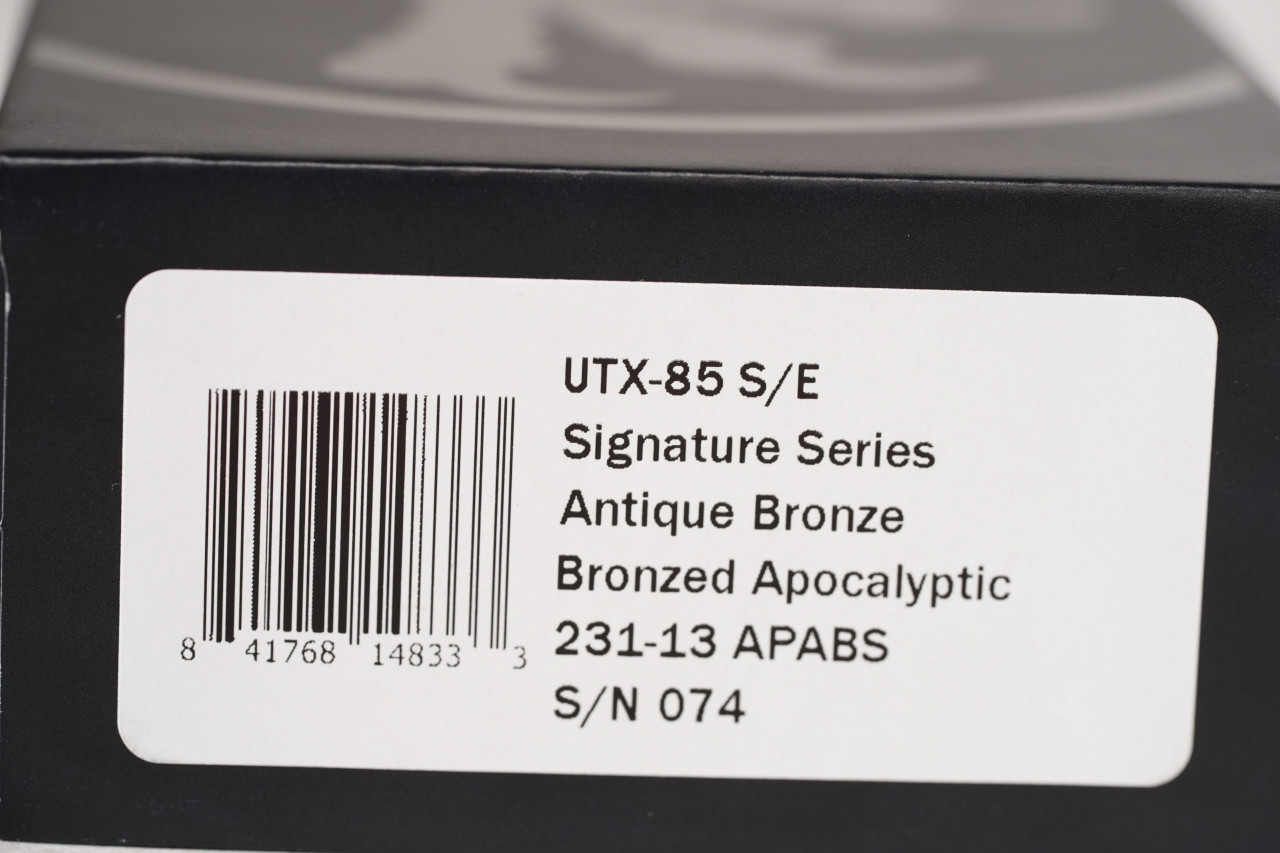 UTX-85 S/E
Signature Series
Antique Bronze
Bronzed Apocalyptic
231-13 APABS
S/N 074
8 41768 14833 3